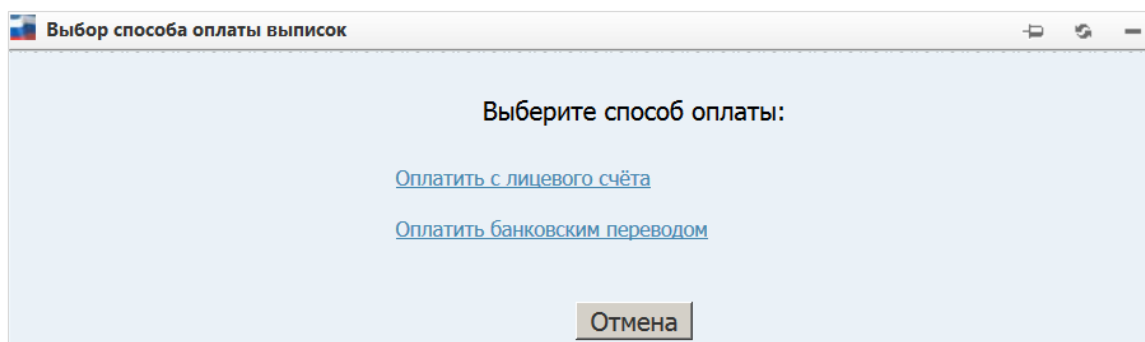 Выбор способа оплаты выписок
Выберите способ оплаты:
Оплатить с лицевого счёта
Оплатить банковским переводом
Отмена